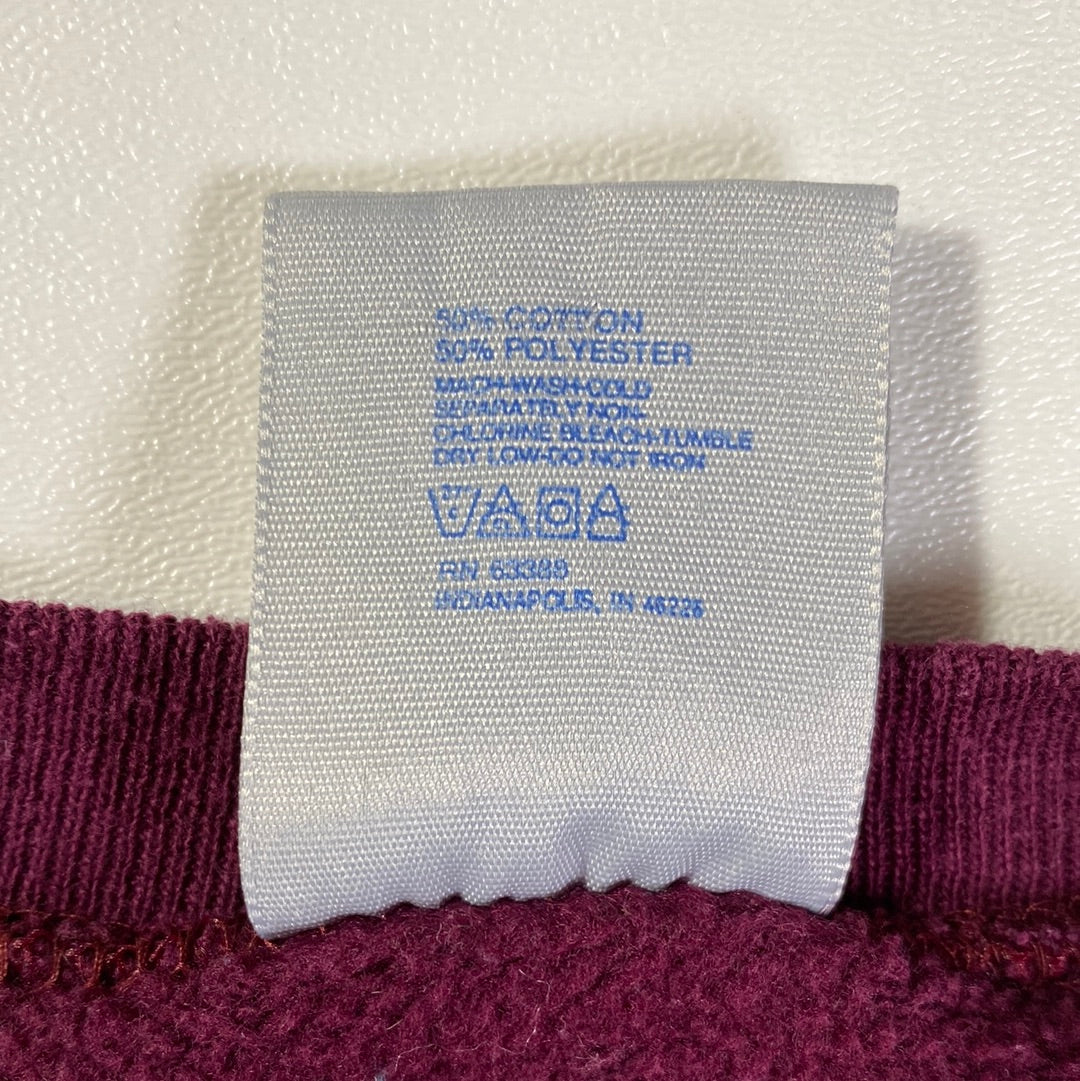 50% COTTON
50% POLYESTER
MACH-WASH-COLD
SEPARATELY NON-
CHLORINE BLEACH-TUMBLE
DRY LOW-DO NOT IRON
RN 63389
INDIANAPOLIS, IN 46226